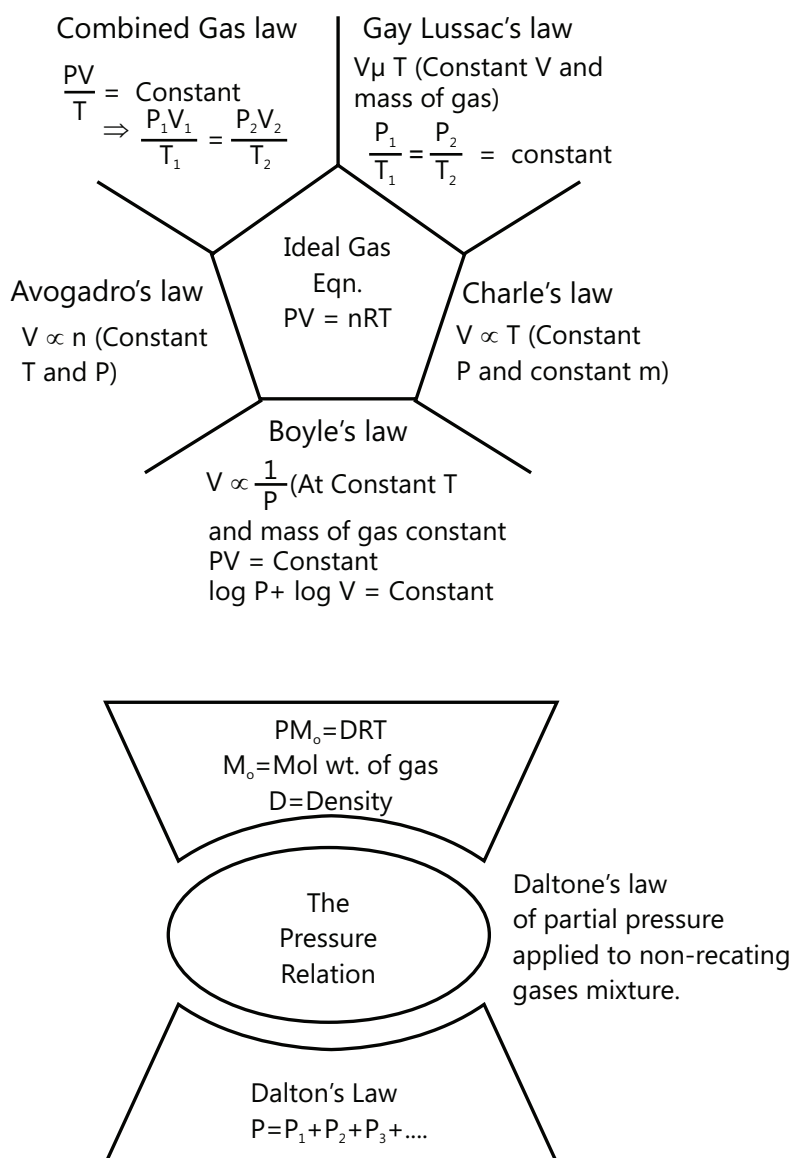 Combined Gas law
PV/T = Constant
⇒ P₁V₁/T₁ = P₂V₂/T₂
Gay Lussac’s law
Vµ T (Constant V and
mass of gas)
P₁/T₁ = P₂/T₂ = constant
Ideal Gas
Eqn.
PV = nRT
Avogadro’s law
V ∝ n (Constant
T and P)
Charle’s law
V ∝ T (Constant
P and constant m)
Boyle’s law
V ∝ 1/P (At Constant T
and mass of gas constant
PV = Constant
log P+ log V = Constant
PMₒ=DRT
Mₒ=Mol wt. of gas
D=Density
The
Pressure
Relation
Daltone’s law
of partial pressure
applied to non-recating
gases mixture.
Dalton’s Law
P=P₁+P₂+P₃+....